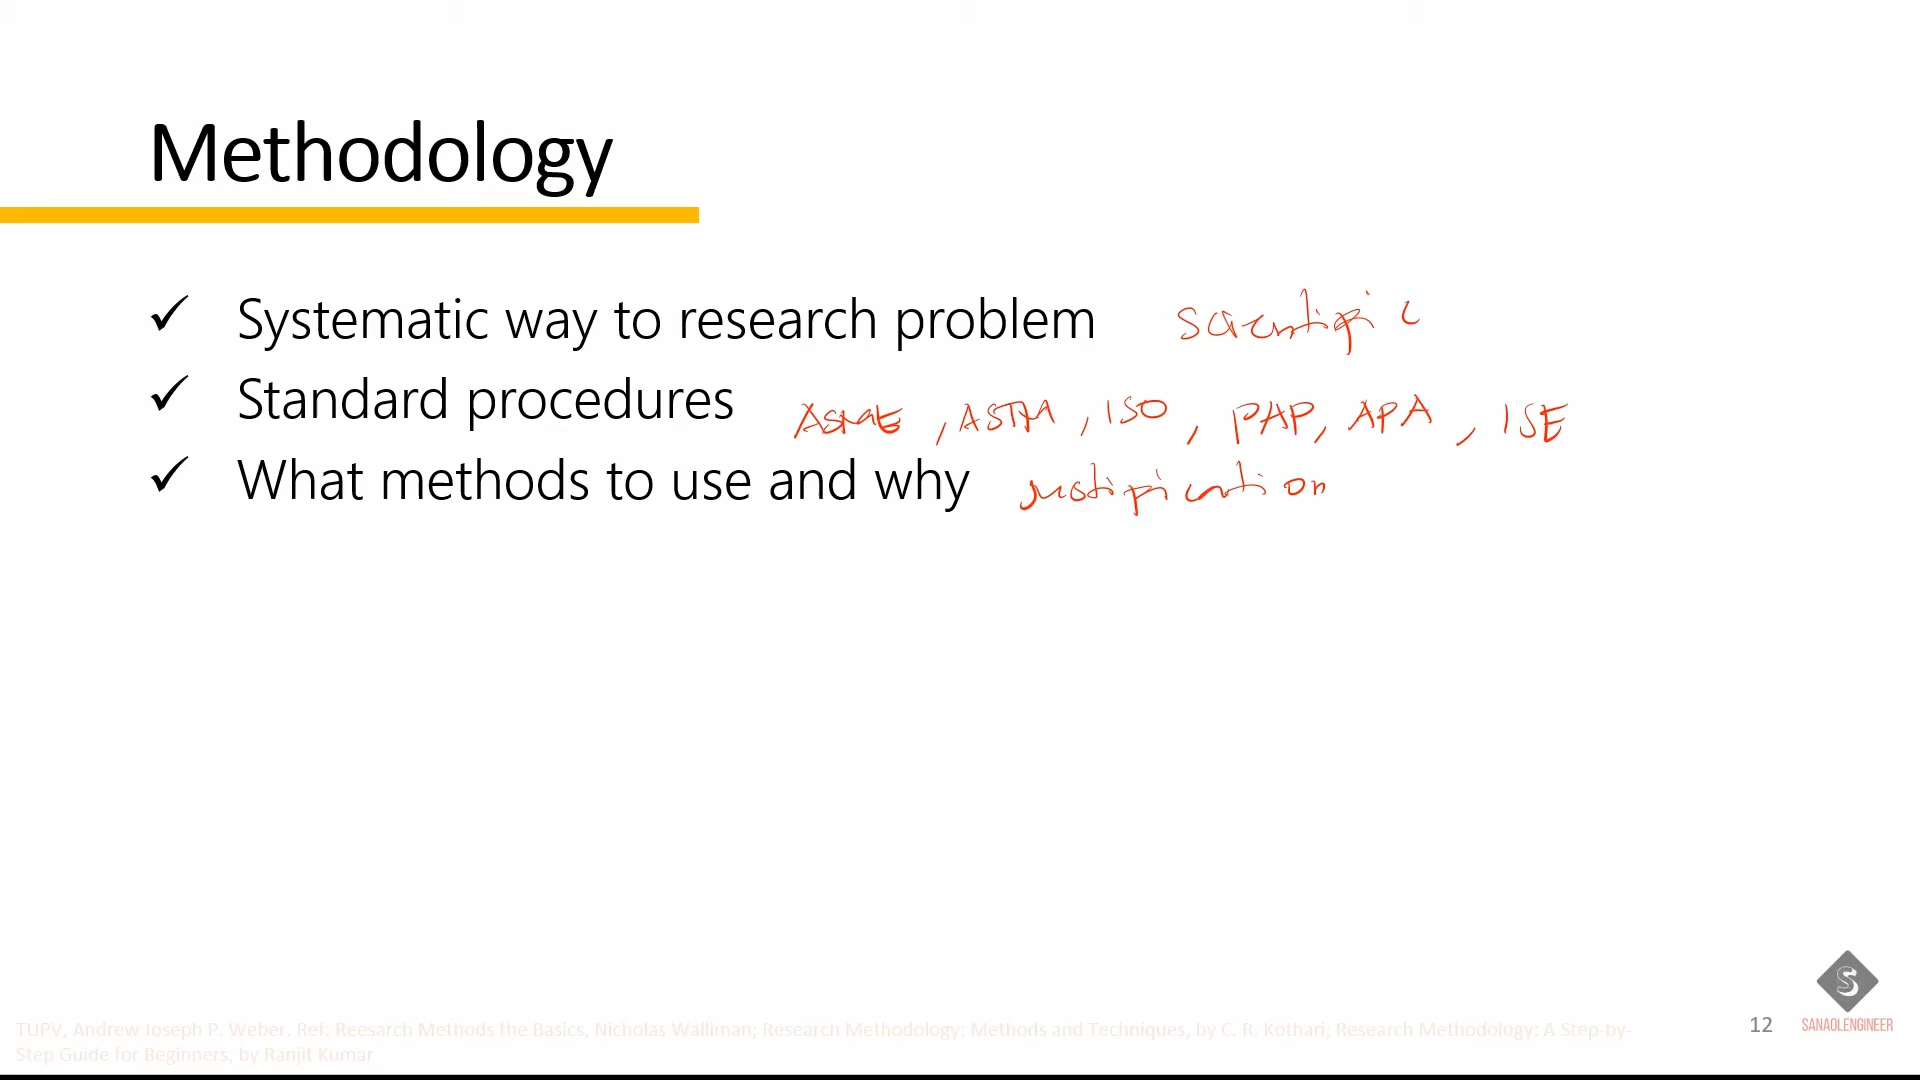 Methodology
✓ Systematic way to research problem scientific
✓ Standard procedures ASME, ASTM, ISO, PAP, APA, ISE
✓ What methods to use and why justification
S
TUPV, Andrew Joseph P. Weber. Ref: Reesarch Methods the Basics, Nicholas Walliman; Research Methodology: Methods and Techniques, by C. R. Kothari; Research Methodology: A Step-by-
Step Guide for Beginners, by Ranjit Kumar
12
SANAOLENGINEER